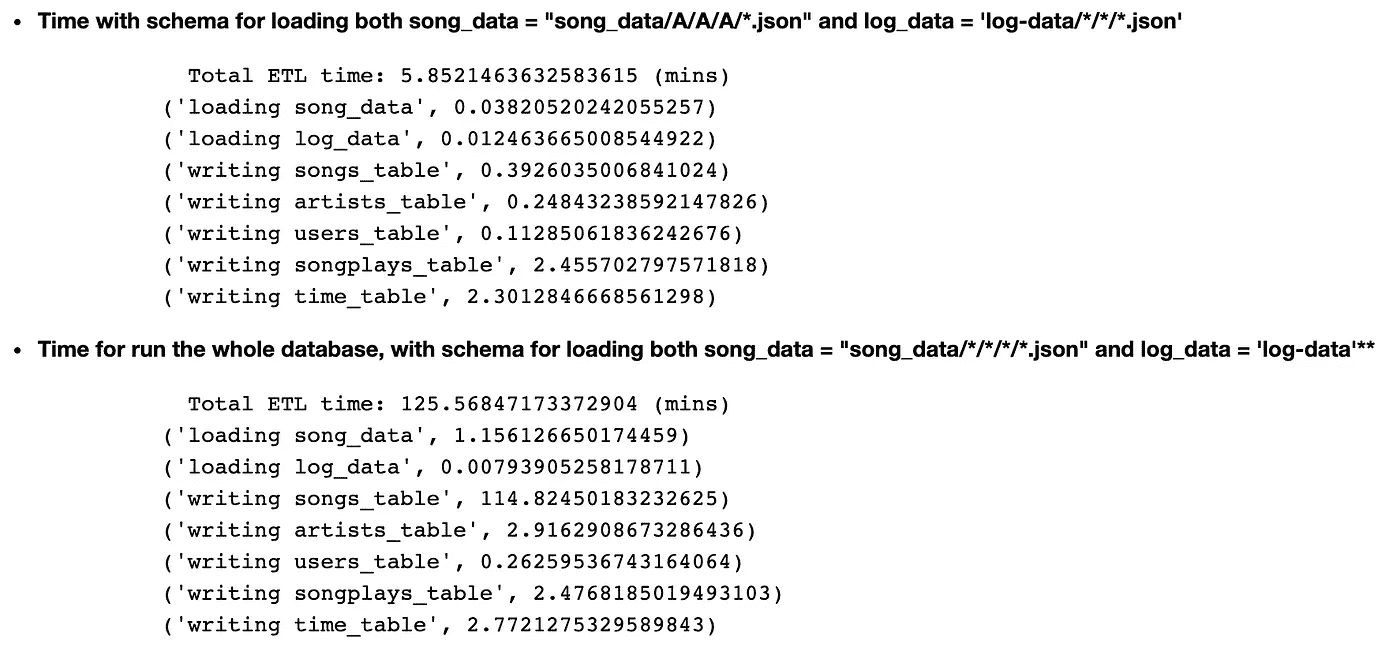 • Time with schema for loading both song_data = "song_data/A/A/A/*.json" and log_data = 'log-data/*/*/*.json'
Total ETL time: 5.8521463632583615 (mins)
('loading song_data', 0.03820520242055257)
('loading log_data', 0.012463665008544922)
('writing songs_table', 0.3926035006841024)
('writing artists_table', 0.24843238592147826)
('writing users_table', 0.11285061836242676)
('writing songplays_table', 2.455702797571818)
('writing time_table', 2.3012846668561298)
• Time for run the whole database, with schema for loading both song_data = "song_data/*/*/*/*.json" and log_data = 'log-data'**
Total ETL time: 125.56847173372904 (mins)
('loading song_data', 1.156126650174459)
('loading log_data', 0.00793905258178711)
('writing songs_table', 114.82450183232625)
('writing artists_table', 2.9162908673286436)
('writing users_table', 0.26259536743164064)
('writing songplays_table', 2.4768185019493103)
('writing time_table', 2.7721275329589843)